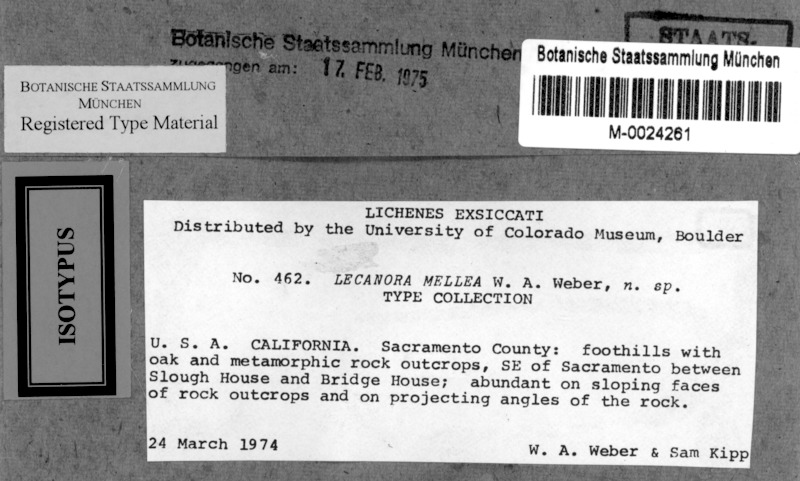 Botanische Staatssammlung München
zugegangen am: 17. FEB. 1975
STAATS-
Botanische Staatssammlung München
M-0024261
BOTANISCHE STAATSSAMMLUNG
MÜNCHEN
Registered Type Material
ISOTYPUS
LICHENES EXSICCATI
Distributed by the University of Colorado Museum, Boulder
No. 462. LECANORA MELLEA W. A. Weber, n. sp.
TYPE COLLECTION
U. S. A. CALIFORNIA. Sacramento County: foothills with
oak and metamorphic rock outcrops, SE of Sacramento between
Slough House and Bridge House; abundant on sloping faces
of rock outcrops and on projecting angles of the rock.
24 March 1974
W. A. Weber & Sam Kipp